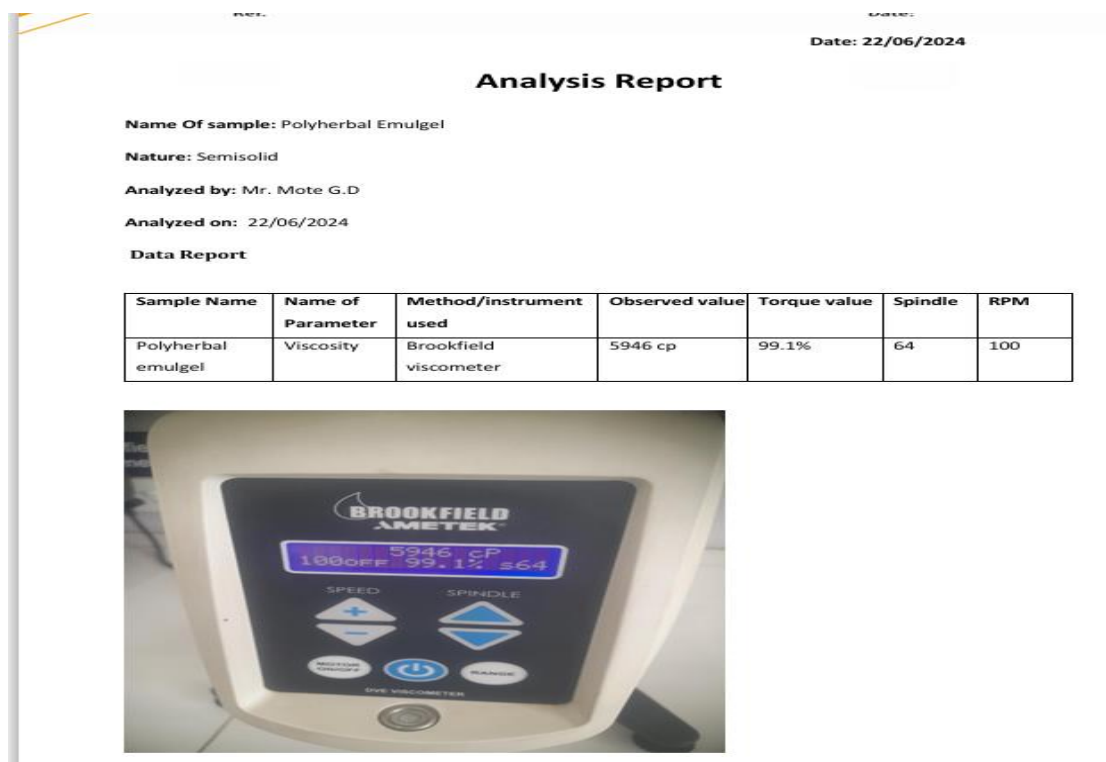 Date: 22/06/2024
Analysis Report
Name Of sample: Polyherbal Emulgel
Nature: Semisolid
Analyzed by: Mr. Mote G.D
Analyzed on: 22/06/2024
Data Report
Sample Name Name of Parameter Method/instrument used Observed value Torque value Spindle RPM
Polyherbal emulgel Viscosity Brookfield viscometer 5946 cp 99.1% 64 100
BROOKFIELD
AMETEK
5946 cP
100OFF 99.1% s64
SPEED SPINDLE
+
−
MOTOR ON/OFF RANGE
DVE VISCOMETER